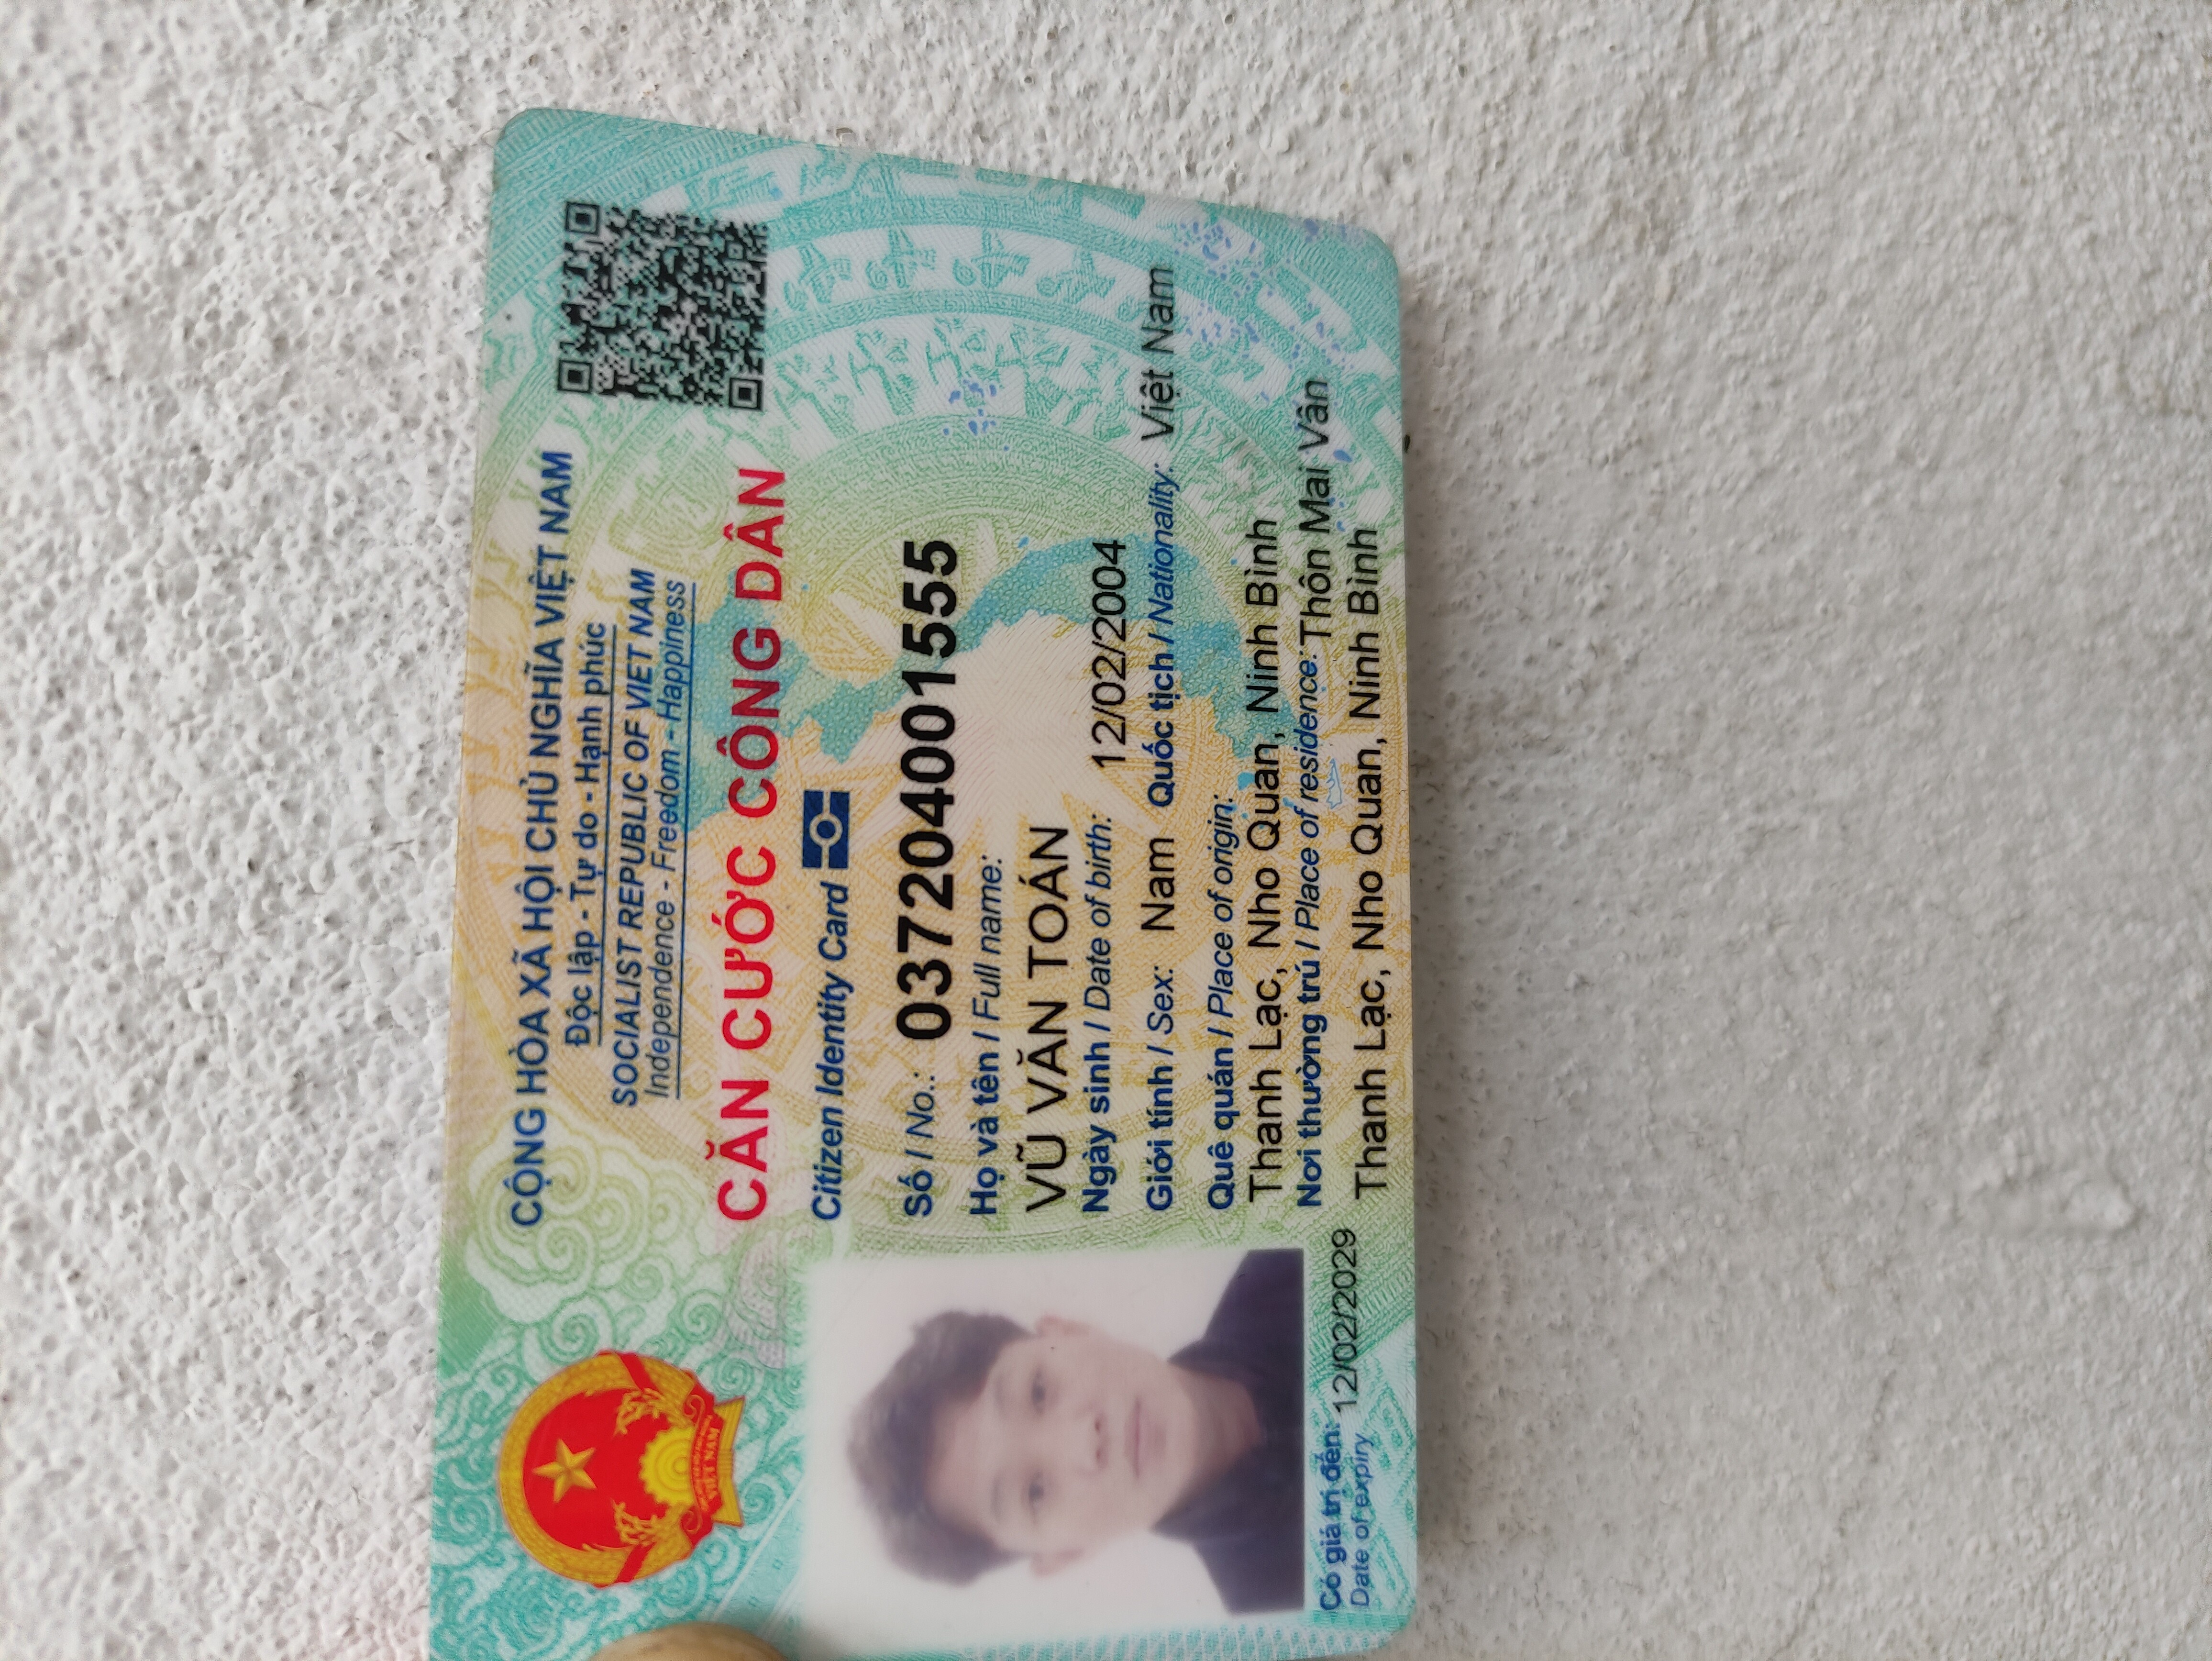 CỘNG HÒA XÃ HỘI CHỦ NGHĨA VIỆT NAM
Độc lập - Tự do - Hạnh phúc
SOCIALIST REPUBLIC OF VIET NAM
Independence - Freedom - Happiness
CĂN CƯỚC CÔNG DÂN
Citizen Identity Card
Số / No.: 037204001555
Họ và tên / Full name:
VŨ VĂN TOÁN
Ngày sinh / Date of birth: 12/02/2004
Giới tính / Sex: Nam Quốc tịch / Nationality: Việt Nam
Quê quán / Place of origin:
Thanh Lạc, Nho Quan, Ninh Bình
Nơi thường trú / Place of residence: Thôn Mai Vân
Thanh Lạc, Nho Quan, Ninh Bình
Có giá trị đến: 12/02/2029
Date of expiry
VIỆT NAM